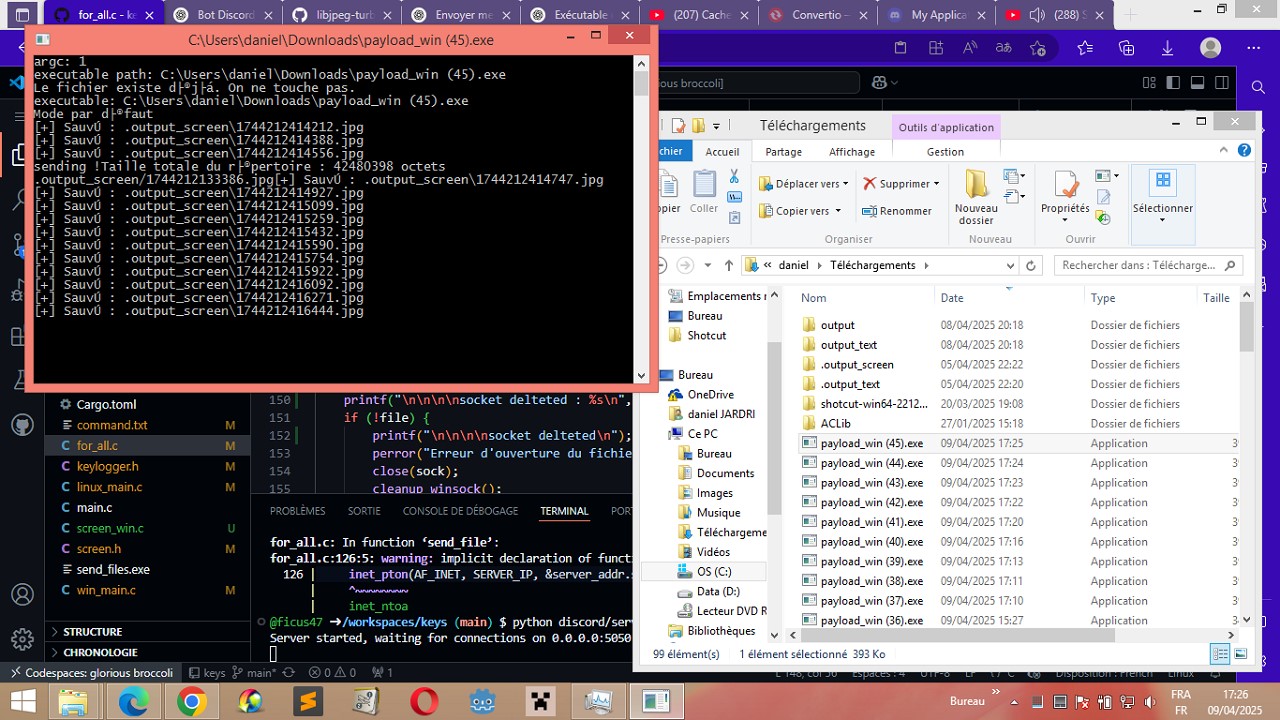 for_all.c - ke
Bot Discord
libjpeg-turb
Envoyer me
Exécutable
(207) Cache
Convertio –
My Applica
(288)
C:\Users\daniel\Downloads\payload_win (45).exe
argc: 1
executable path: C:\Users\daniel\Downloads\payload_win (45).exe
Le fichier existe d├®j├á. On ne touche pas.
executable: C:\Users\daniel\Downloads\payload_win (45).exe
Mode par d├®faut
[+] SauvÚ : .output_screen\1744212414212.jpg
[+] SauvÚ : .output_screen\1744212414388.jpg
[+] SauvÚ : .output_screen\1744212414556.jpg
sending !Taille totale du r├®pertoire : 42480398 octets
.output_screen/1744212133386.jpg[+] SauvÚ : .output_screen\1744212414747.jpg
[+] SauvÚ : .output_screen\1744212414927.jpg
[+] SauvÚ : .output_screen\1744212415099.jpg
[+] SauvÚ : .output_screen\1744212415259.jpg
[+] SauvÚ : .output_screen\1744212415432.jpg
[+] SauvÚ : .output_screen\1744212415590.jpg
[+] SauvÚ : .output_screen\1744212415754.jpg
[+] SauvÚ : .output_screen\1744212415922.jpg
[+] SauvÚ : .output_screen\1744212416092.jpg
[+] SauvÚ : .output_screen\1744212416271.jpg
[+] SauvÚ : .output_screen\1744212416444.jpg
ious broccoli]
Téléchargements
Outils d'application
chier
Accueil
Partage
Affichage
Gestion
opier
Coller
Déplacer vers
Copier vers
Supprimer
Renommer
Nouveau
dossier
Propriétés
Sélectionner
Presse-papiers
Organiser
Nouveau
Ouvrir
« daniel
Téléchargements
Rechercher dans : Télécharge...
Emplacements r
Bureau
Shotcut
Bureau
OneDrive
daniel JARDRI
Ce PC
Bureau
Documents
Images
Musique
Téléchargeme
Vidéos
OS (C:)
Data (D:)
Lecteur DVD R
Bibliothèques
Nom
Date
Type
Taille
output 08/04/2025 20:18 Dossier de fichiers
output_text 08/04/2025 20:18 Dossier de fichiers
.output_screen 05/04/2025 22:22 Dossier de fichiers
.output_text 05/04/2025 22:20 Dossier de fichiers
shotcut-win64-2212... 20/03/2025 19:08 Dossier de fichiers
ACLib 27/01/2025 15:18 Dossier de fichiers
payload_win (45).exe 09/04/2025 17:25 Application 3
payload_win (44).exe 09/04/2025 17:24 Application 3
payload_win (43).exe 09/04/2025 17:23 Application 3
payload_win (42).exe 09/04/2025 17:22 Application 3
payload_win (41).exe 09/04/2025 17:20 Application 3
payload_win (40).exe 09/04/2025 17:16 Application 3
payload_win (39).exe 09/04/2025 17:13 Application 3
payload_win (38).exe 09/04/2025 17:11 Application 3
payload_win (37).exe 09/04/2025 17:10 Application 3
payload_win (36).exe 09/04/2025 15:27 Application 3
99 élément(s)
1 élément sélectionné 393 Ko
Cargo.toml
command.txt M
C for_all.c M
C keylogger.h M
C linux_main.c M
C main.c
C screen_win.c U
C screen.h M
send_files.exe
C win_main.c M
STRUCTURE
CHRONOLOGIE
150 printf("\n\n\n\nsocket delteted : %s\n",
151 if (!file) {
152 printf("\n\n\n\nsocket delteted\n");
153 perror("Erreur d'ouverture du fichie
154 close(sock);
155 cleanup_winsock();
PROBLÈMES
SORTIE
CONSOLE DE DÉBOGAGE
TERMINAL
PORT
for_all.c: In function ‘send_file’:
for_all.c:126:5: warning: implicit declaration of functi
126 | inet_pton(AF_INET, SERVER_IP, &server_addr.s
| ^~~~~~~~~
| inet_ntoa
@ficus47 ➜/workspaces/keys (main) $ python discord/serv
Server started, waiting for connections on 0.0.0.0:5050
Codespaces: glorious broccoli
keys
main*
0
0
1
L 148, col 56
Espaces : 4
UTF-8
LF
C
Disposition : French
Linux
Bureau
»
FRA
FR
17:26
09/04/2025